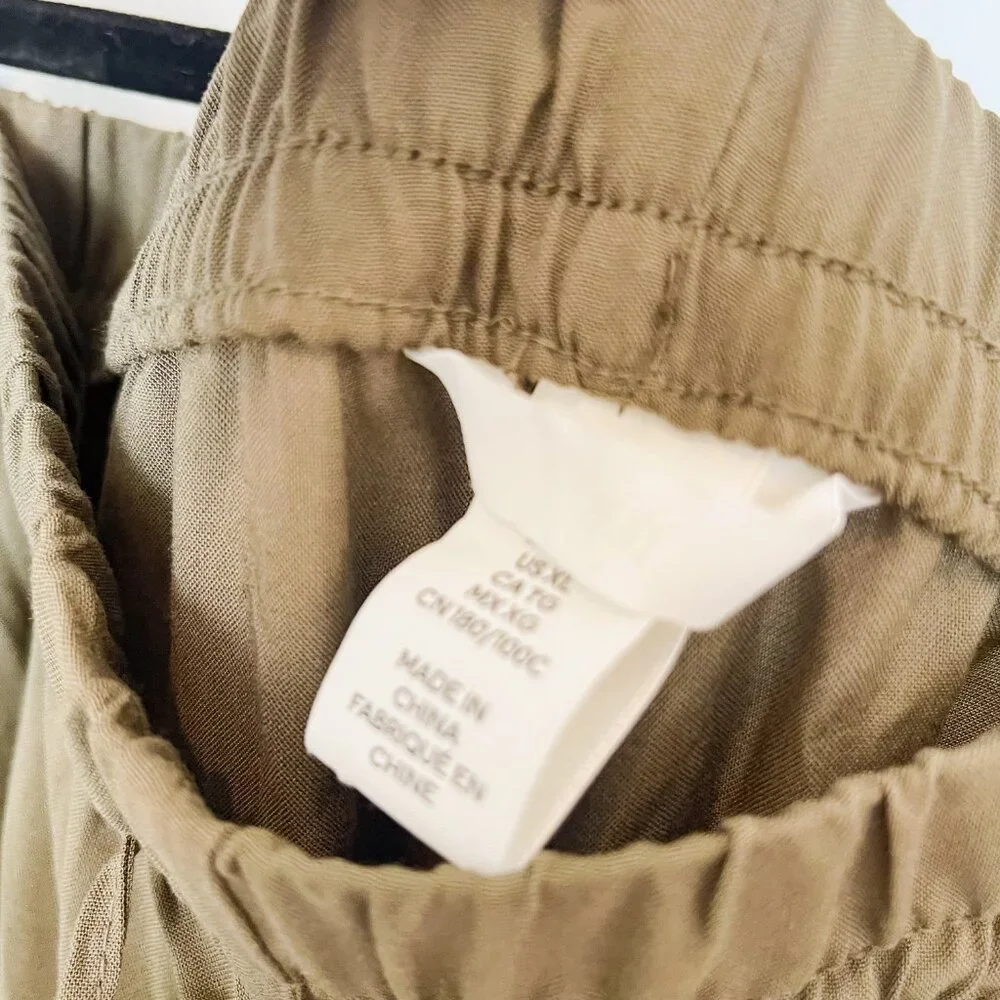 US XL
CA TG
MX XG
CN 180/100C
MADE IN
CHINA
FABRIQUÉ EN
CHINE